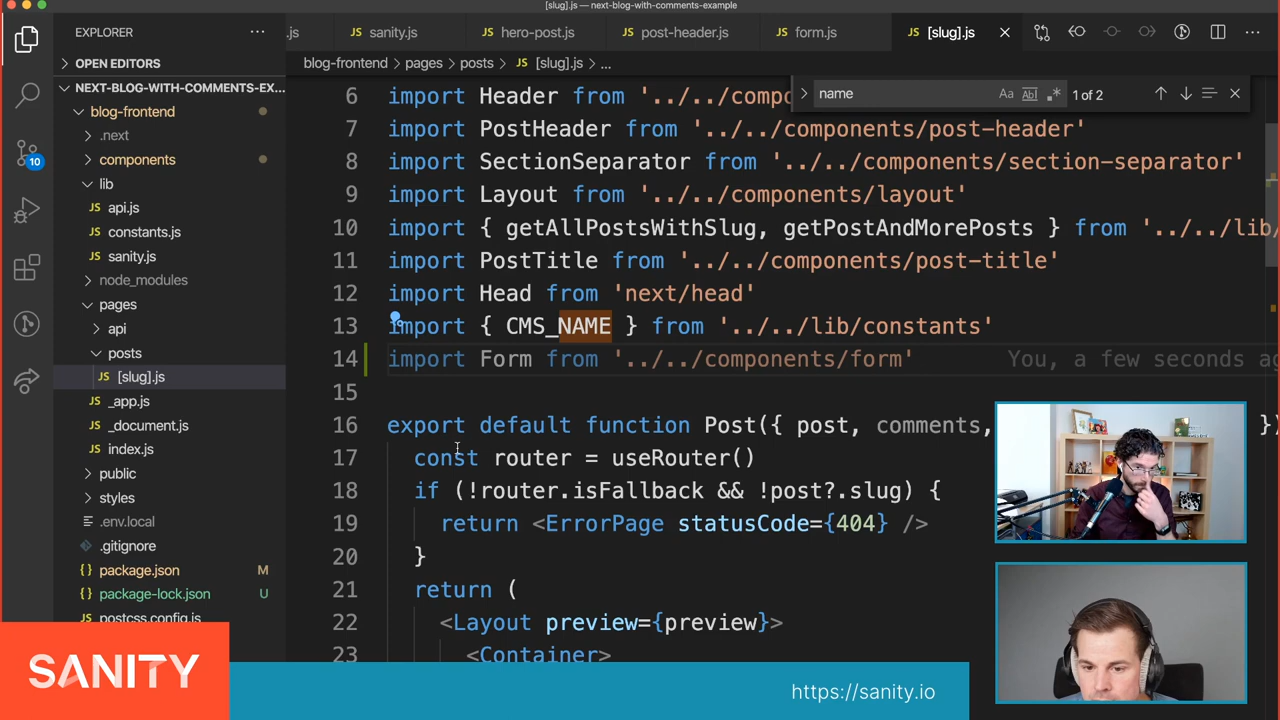 [slug].js — next-blog-with-comments-example
EXPLORER
.js
sanity.js
hero-post.js
post-header.js
form.js
[slug].js
OPEN EDITORS
blog-frontend > pages > posts > [slug].js > ...
NEXT-BLOG-WITH-COMMENTS-EX...
name
Aa
Abl
1 of 2
blog-frontend
.next
components
lib
api.js
constants.js
sanity.js
node_modules
pages
api
posts
[slug].js
_app.js
_document.js
index.js
public
styles
.env.local
.gitignore
package.json M
package-lock.json U
postcss.config.js
10
6 import Header from '../../compo
7 import PostHeader from '../../components/post-header'
8 import SectionSeparator from '../../components/section-separator'
9 import Layout from '../../components/layout'
10 import { getAllPostsWithSlug, getPostAndMorePosts } from '../../lib/
11 import PostTitle from '../../components/post-title'
12 import Head from 'next/head'
13 import { CMS_NAME } from '../../lib/constants'
14 import Form from '../../components/form' You, a few seconds ag
15
16 export default function Post({ post, comments, })
17 const router = useRouter()
18 if (!router.isFallback && !post?.slug) {
19 return <ErrorPage statusCode={404} />
20 }
21 return (
22 <Layout preview={preview}>
23 <Container>
SANITY
https://sanity.io